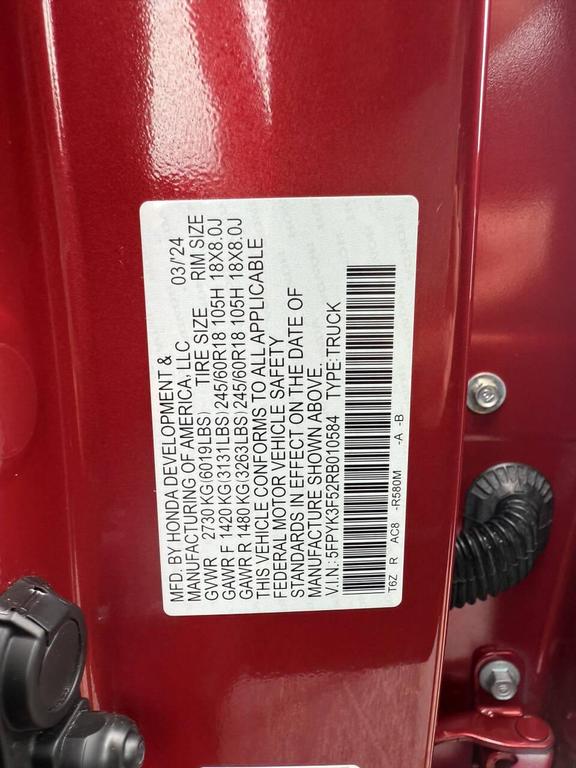 MFD. BY HONDA DEVELOPMENT &
MANUFACTURING OF AMERICA, LLC 03/'24
GVWR 2730 KG (6019LBS) TIRE SIZE RIM SIZE
GAWR F 1420 KG (3131LBS) 245/60R18 105H 18X8.0J
GAWR R 1480 KG (3263LBS) 245/60R18 105H 18X8.0J
THIS VEHICLE CONFORMS TO ALL APPLICABLE
FEDERAL MOTOR VEHICLE SAFETY
STANDARDS IN EFFECT ON THE DATE OF
MANUFACTURE SHOWN ABOVE.
V.I.N.: 5FPYK3F52RB010584 TYPE:TRUCK
T6Z R AC8 -R580M -A -B